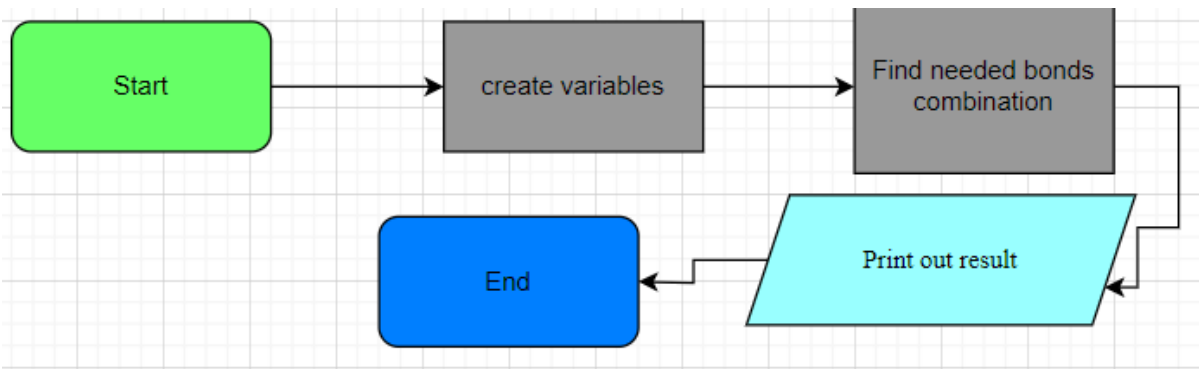 Start
create variables
Find needed bonds
combination
Print out result
End